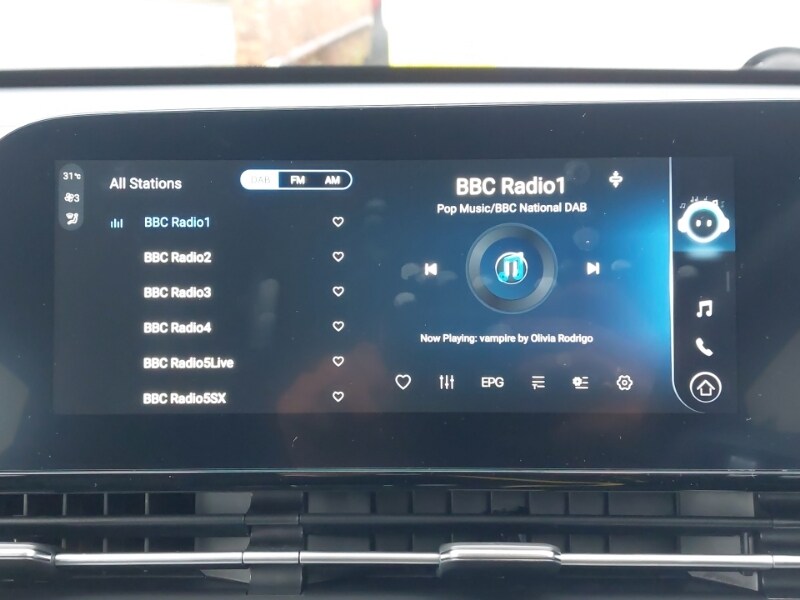 31°c
3
All Stations
DAB FM AM
BBC Radio1
BBC Radio2
BBC Radio3
BBC Radio4
BBC Radio5Live
BBC Radio5SX
BBC Radio1
Pop Music/BBC National DAB
Now Playing: vampire by Olivia Rodrigo
EPG